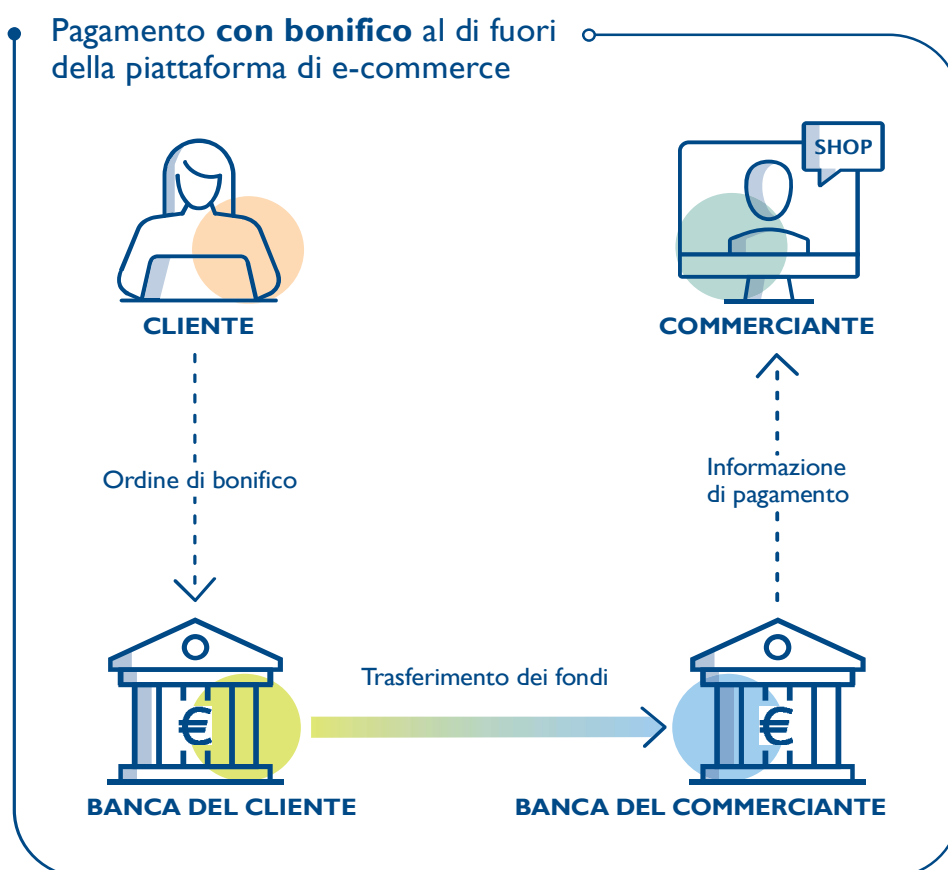 Pagamento con bonifico al di fuori
della piattaforma di e-commerce
SHOP
CLIENTE
COMMERCIANTE
Ordine di bonifico
Informazione
di pagamento
Trasferimento dei fondi
€
€
BANCA DEL CLIENTE
BANCA DEL COMMERCIANTE